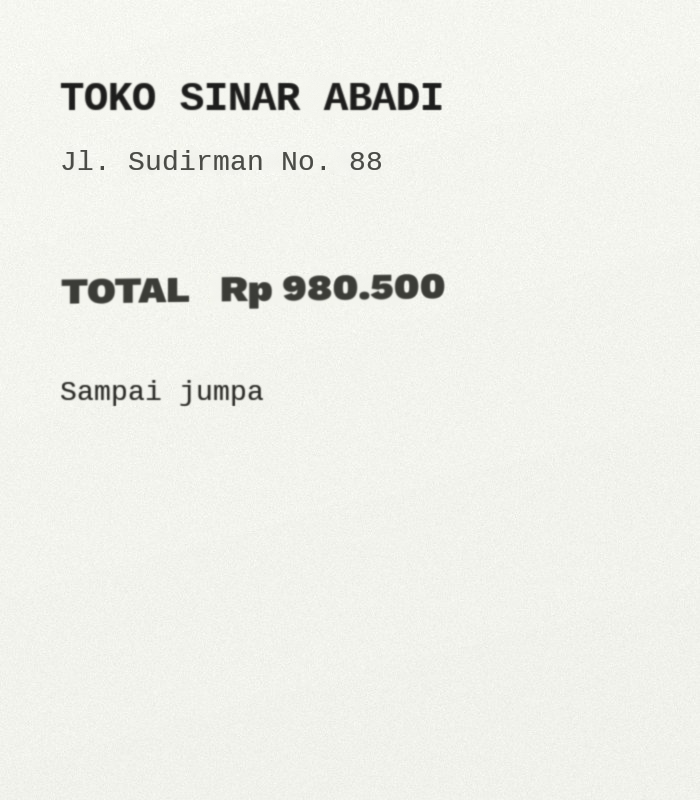 TOKO SINAR ABADI
Jl. Sudirman No. 88
TOTAL Rp 980.500
Sampai jumpa